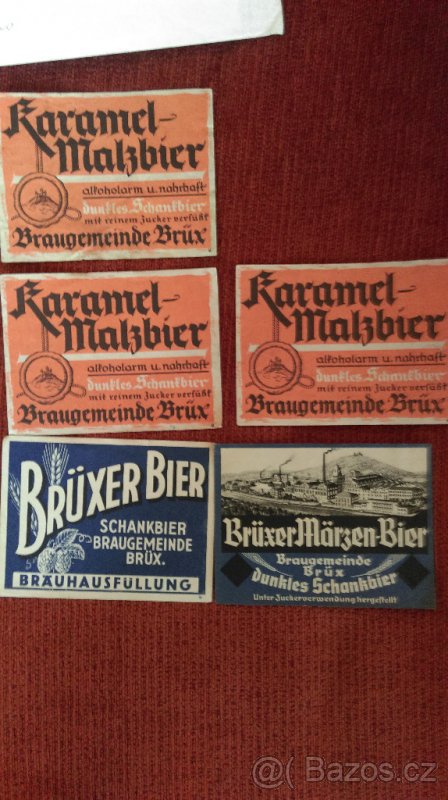 Karamel-
Malzbier
alkoholarm u. nahrhaft
dunkles Schankbier
mit reinem Zucker versüßt
Braugemeinde Brüx
Karamel-
Malzbier
alkoholarm u. nahrhaft
dunkles Schankbier
mit reinem Zucker versüßt
Braugemeinde Brüx
Karamel-
Malzbier
alkoholarm u. nahrhaft
dunkles Schankbier
mit reinem Zucker versüßt
Braugemeinde Brüx
BRÜXER BIER
SCHANKBIER
BRAUGEMEINDE
BRÜX.
BRÄUHAUSFÜLLUNG
Brüxer Märzen-Bier
Braugemeinde
Brüx
dunkles Schankbier
Unter Zuckerverwendung hergestellt
Bazos.cz